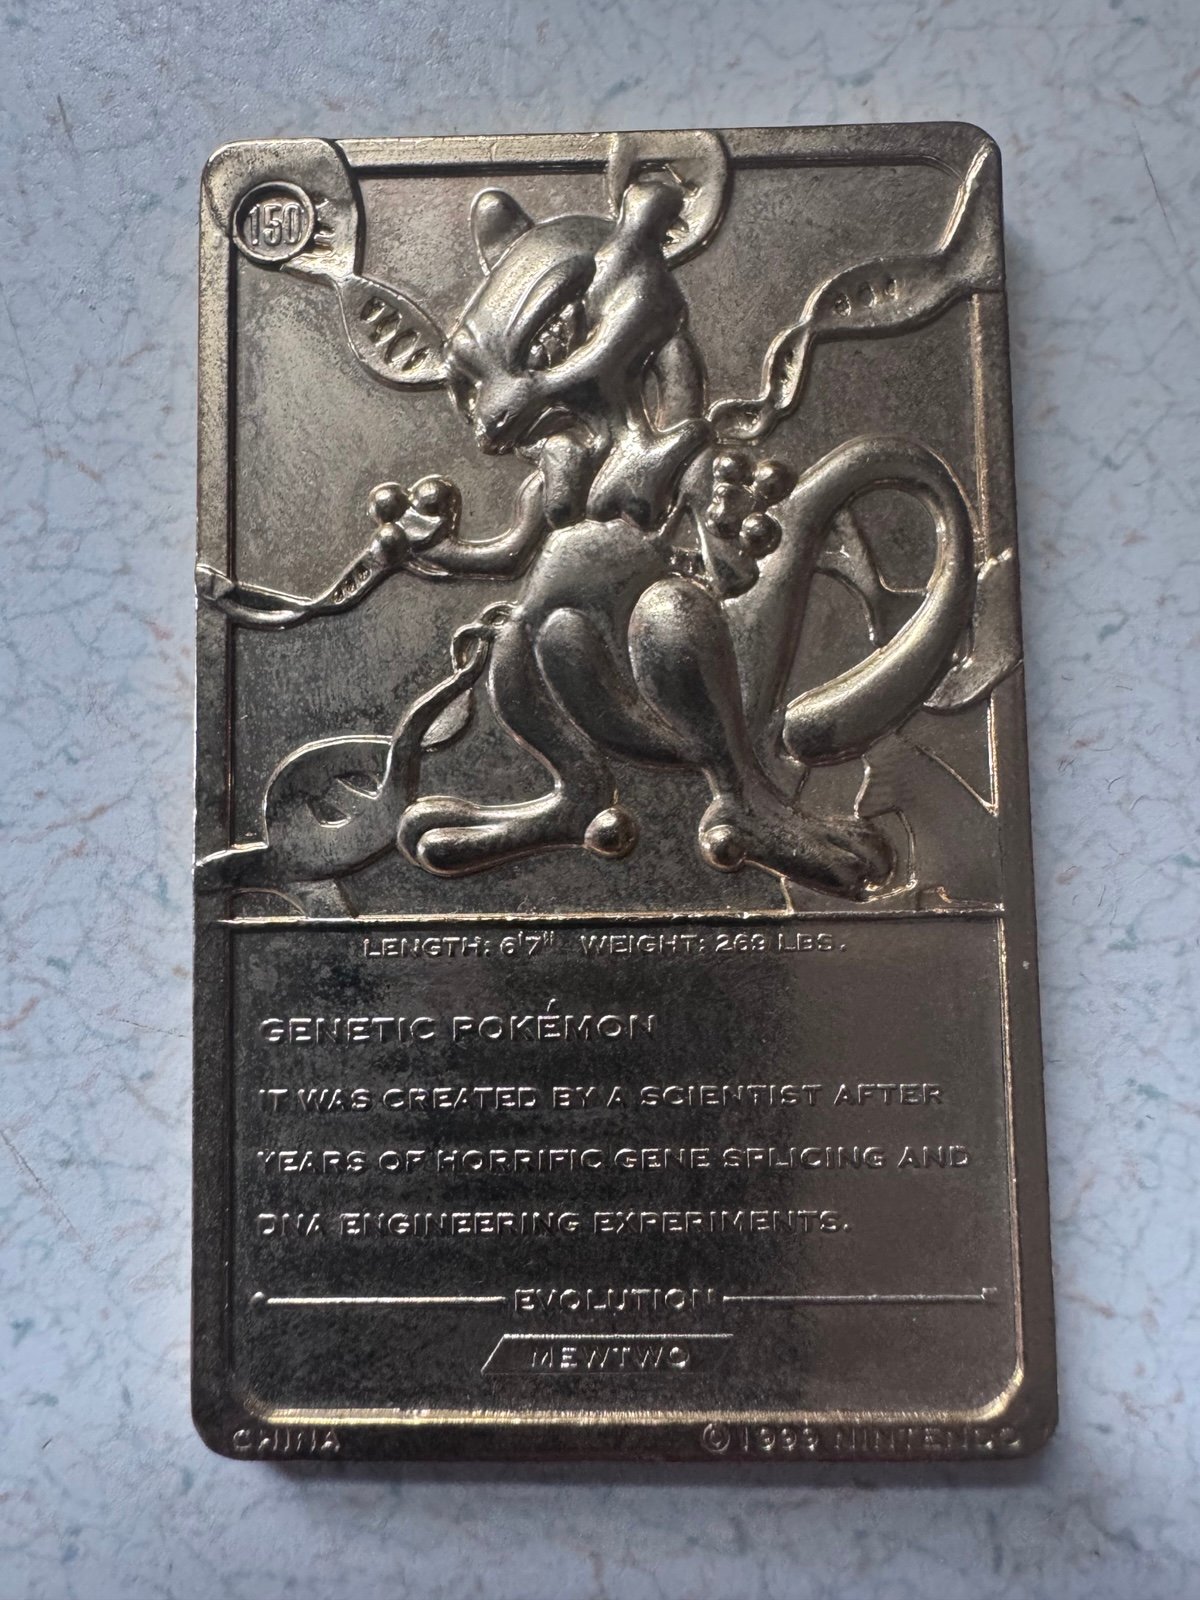 150
LENGTH: 6'7" WEIGHT: 269 LBS.
GENETIC POKÉMON
IT WAS CREATED BY A SCIENTIST AFTER
YEARS OF HORRIFIC GENE SPLICING AND
DNA ENGINEERING EXPERIMENTS.
EVOLUTION
MEWTWO
CHINA © 1999 NINTENDO